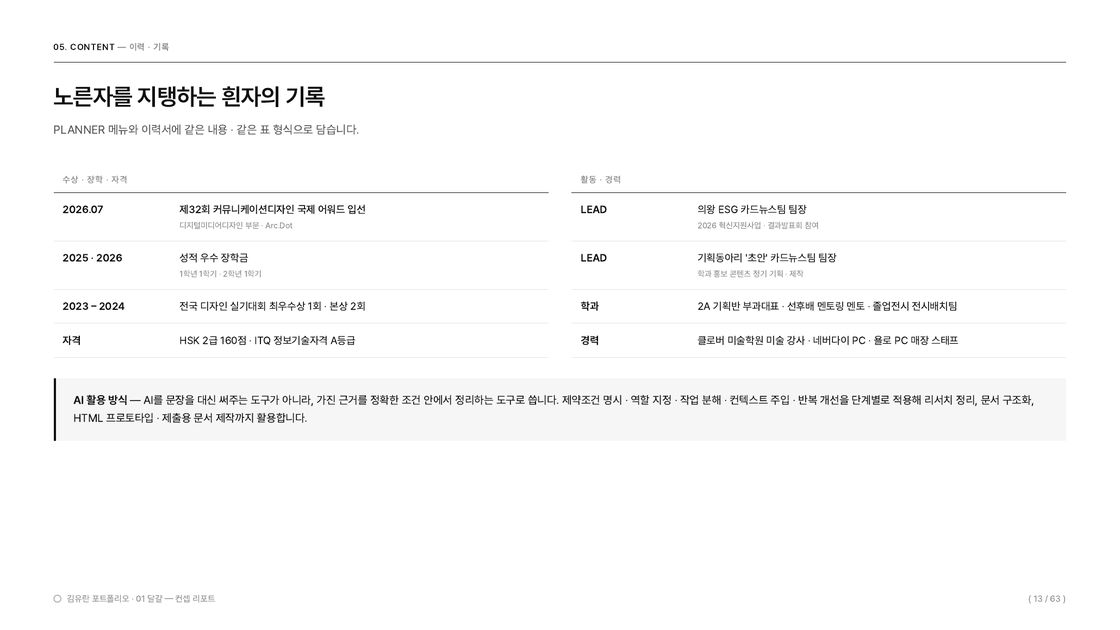 05. CONTENT — 이력 · 기록
노른자를 지탱하는 흰자의 기록
PLANNER 메뉴와 이력서에 같은 내용 · 같은 표 형식으로 담습니다.
수상 · 장학 · 자격
2026.07 제32회 커뮤니케이션디자인 국제 어워드 입선
디지털미디어디자인 부문 · Arc.Dot
2025 · 2026 성적 우수 장학금
1학년 1학기 · 2학년 1학기
2023 – 2024 전국 디자인 실기대회 최우수상 1회 · 본상 2회
자격 HSK 2급 160점 · ITQ 정보기술자격 A등급
활동 · 경력
LEAD 의왕 ESG 카드뉴스팀 팀장
2026 혁신지원사업 · 결과발표회 참여
LEAD 기획동아리 '초안' 카드뉴스팀 팀장
학과 홍보 콘텐츠 정기 기획 · 제작
학과 2A 기획반 부과대표 · 선후배 멘토링 멘토 · 졸업전시 전시배치팀
경력 클로버 미술학원 미술 강사 · 네버다이 PC · 욜로 PC 매장 스태프
AI 활용 방식 — AI를 문장을 대신 써주는 도구가 아니라, 가진 근거를 정확한 조건 안에서 정리하는 도구로 씁니다. 제약조건 명시 · 역할 지정 · 작업 분해 · 컨텍스트 주입 · 반복 개선을 단계별로 적용해 리서치 정리, 문서 구조화,
HTML 프로토타입 · 제출용 문서 제작까지 활용합니다.
김유란 포트폴리오 · 01 달걀 — 컨셉 리포트
( 13 / 63 )